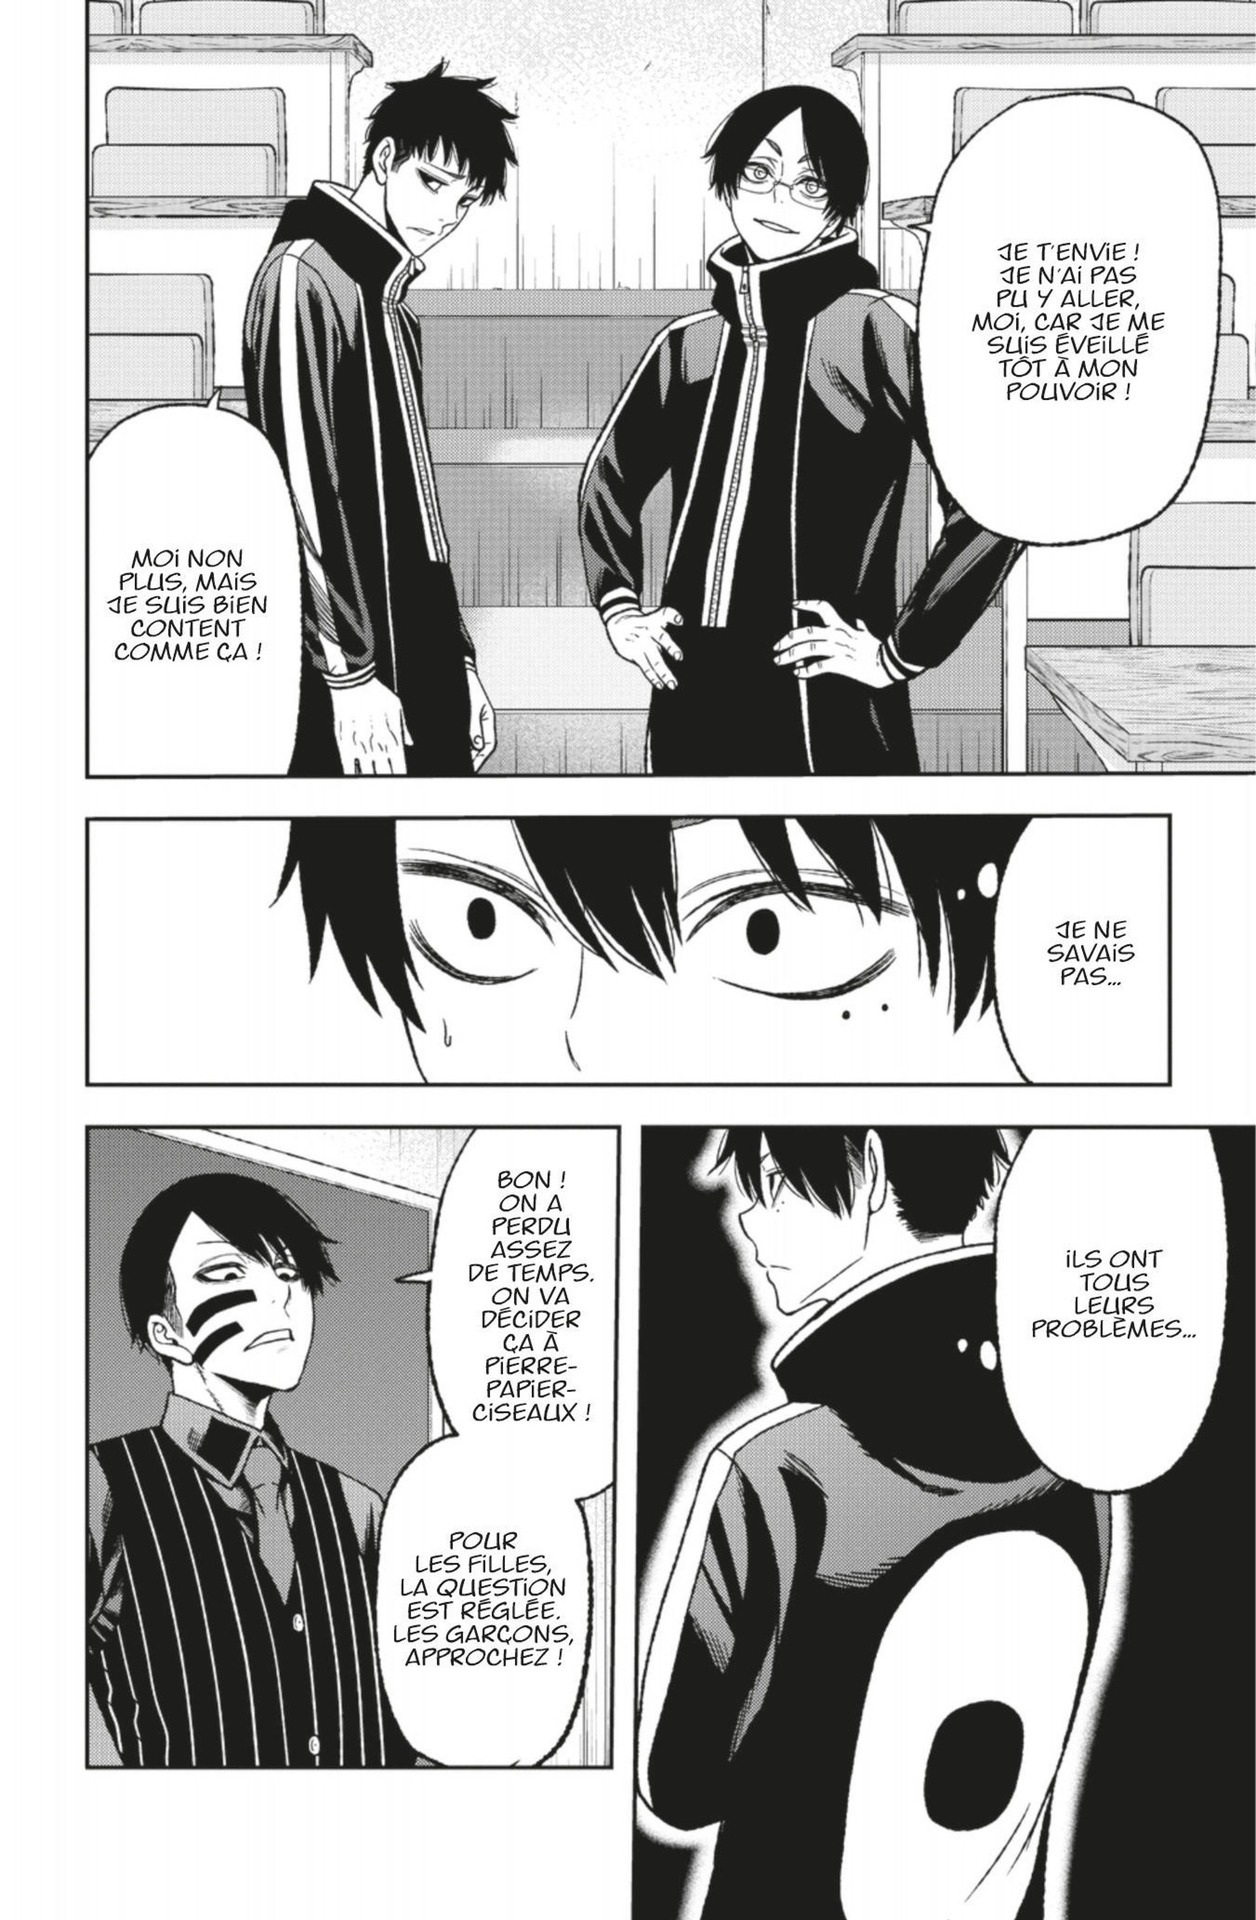 JE T'ENVIE !
JE N'AI PAS
PU Y ALLER,
MOI, CAR JE ME
SUIS ÉVEILLÉ
TÔT À MON
POUVOIR !
MOI NON
PLUS, MAIS
JE SUIS BIEN
CONTENT
COMME ÇA !
JE NE
SAVAIS
PAS...
ILS ONT
TOUS
LEURS
PROBLÈMES...
BON !
ON A
PERDU
ASSEZ
DE TEMPS.
ON VA
DÉCIDER
ÇA À
PIERRE-
PAPIER-
CISEAUX !
POUR
LES FILLES,
LA QUESTION
EST RÉGLÉE.
LES GARÇONS,
APPROCHEZ !